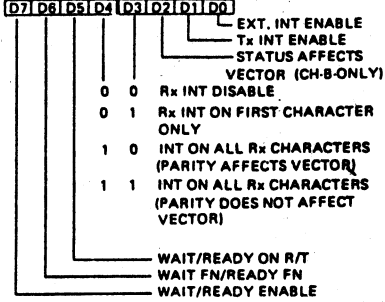 D7 D6 D5 D4 D3 D2 D1 D0
EXT. INT ENABLE
Tx INT ENABLE
STATUS AFFECTS
VECTOR (CH-B-ONLY)
0 0 Rx INT DISABLE
0 1 Rx INT ON FIRST CHARACTER
ONLY
1 0 INT ON ALL Rx CHARACTERS
(PARITY AFFECTS VECTOR)
1 1 INT ON ALL Rx CHARACTERS
(PARITY DOES NOT AFFECT
VECTOR)
WAIT/READY ON R/T
WAIT FN/READY FN
WAIT/READY ENABLE